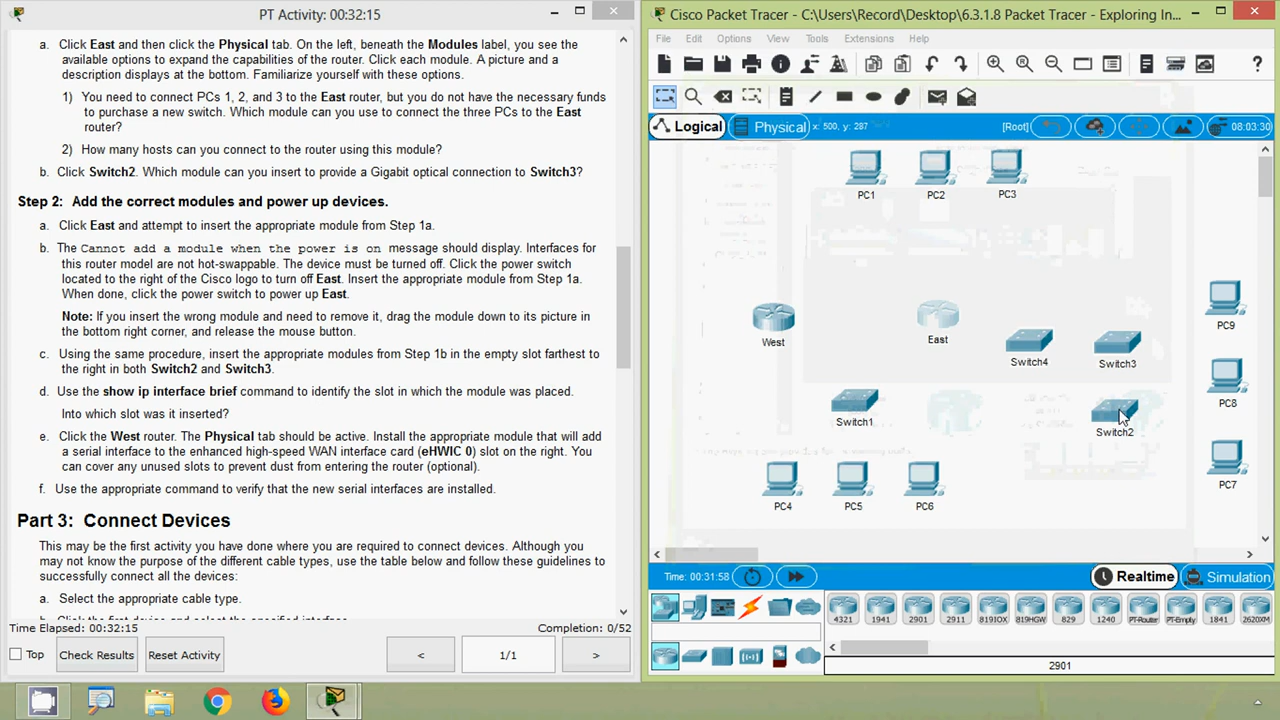 PT Activity: 00:32:15
a. Click East and then click the Physical tab. On the left, beneath the Modules label, you see the
available options to expand the capabilities of the router. Click each module. A picture and a
description displays at the bottom. Familiarize yourself with these options.
1) You need to connect PCs 1, 2, and 3 to the East router, but you do not have the necessary funds
to purchase a new switch. Which module can you use to connect the three PCs to the East
router?
2) How many hosts can you connect to the router using this module?
b. Click Switch2. Which module can you insert to provide a Gigabit optical connection to Switch3?
Step 2: Add the correct modules and power up devices.
a. Click East and attempt to insert the appropriate module from Step 1a.
b. The Cannot add a module when the power is on message should display. Interfaces for
this router model are not hot-swappable. The device must be turned off. Click the power switch
located to the right of the Cisco logo to turn off East. Insert the appropriate module from Step 1a.
When done, click the power switch to power up East.
Note: If you insert the wrong module and need to remove it, drag the module down to its picture in
the bottom right corner, and release the mouse button.
c. Using the same procedure, insert the appropriate modules from Step 1b in the empty slot farthest to
the right in both Switch2 and Switch3.
d. Use the show ip interface brief command to identify the slot in which the module was placed.
Into which slot was it inserted?
e. Click the West router. The Physical tab should be active. Install the appropriate module that will add
a serial interface to the enhanced high-speed WAN interface card (eHWIC 0) slot on the right. You
can cover any unused slots to prevent dust from entering the router (optional).
f. Use the appropriate command to verify that the new serial interfaces are installed.
Part 3: Connect Devices
This may be the first activity you have done where you are required to connect devices. Although you
may not know the purpose of the different cable types, use the table below and follow these guidelines to
successfully connect all the devices:
a. Select the appropriate cable type.
Time Elapsed: 00:32:15
Completion: 0/52
Top
Check Results
Reset Activity
<
1/1
>
Cisco Packet Tracer - C:\Users\Record\Desktop\6.3.1.8 Packet Tracer - Exploring In...
File Edit Options View Tools Extensions Help
Logical
Physical
x: 500, y: 287
[Root]
08:03:30
PC1
PC2
PC3
West
East
Switch4
Switch3
PC9
Switch1
Switch2
PC8
PC4
PC5
PC6
PC7
Time: 00:31:58
Realtime
Simulation
4321 1941 2901 2911 819IOX 819HGW 829 1240 PT-Router PT-Empty 1841 2620XM
2901